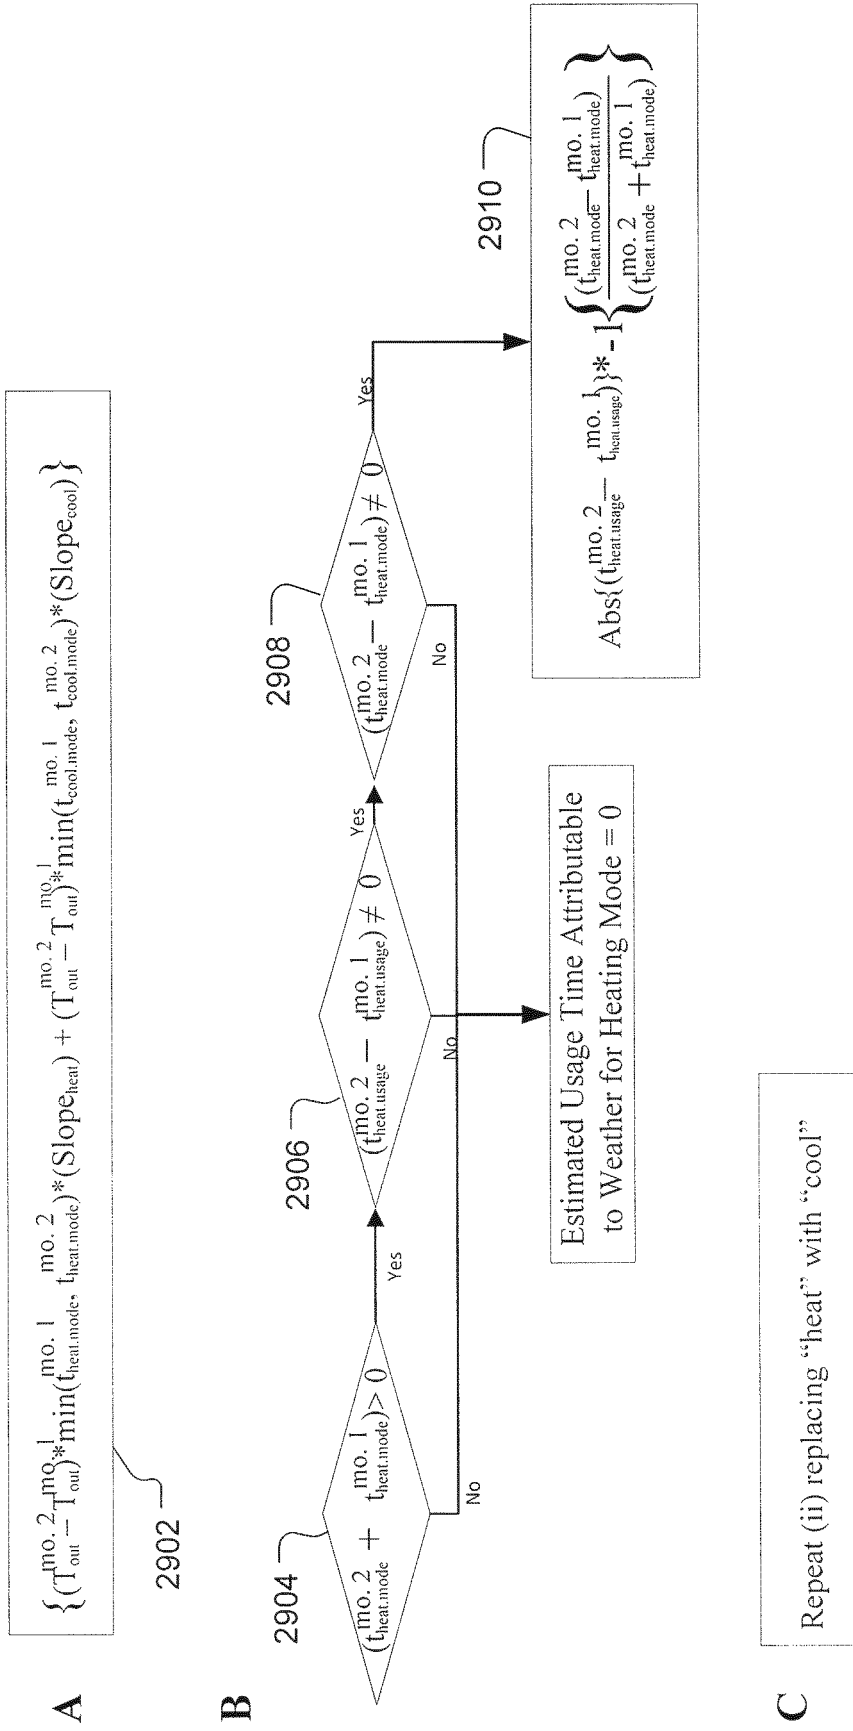 A
{(T_out^mo. 2 − T_out^mo. 1)*min(t_heat.mode^mo. 1, t_heat.mode^mo. 2)*(Slope_heat) + (T_out^mo. 2 − T_out^mo. 1)*min(t_cool.mode^mo. 1, t_cool.mode^mo. 2)*(Slope_cool)}
2902
B
2904
(t_heat.mode^mo. 2 + t_heat.mode^mo. 1) > 0
Yes
No
2906
(t_heat.usage^mo. 2 − t_heat.usage^mo. 1) ≠ 0
Yes
No
2908
(t_heat.mode^mo. 2 − t_heat.mode^mo. 1) ≠ 0
Yes
No
2910
Abs{(t_heat.usage^mo. 2 − t_heat.usage^mo. 1)}*-1{(t_heat.mode^mo. 2 − t_heat.mode^mo. 1)
(t_heat.mode^mo. 2 + t_heat.mode^mo. 1}
Estimated Usage Time Attributable
to Weather for Heating Mode = 0
C
Repeat (ii) replacing “heat” with “cool”